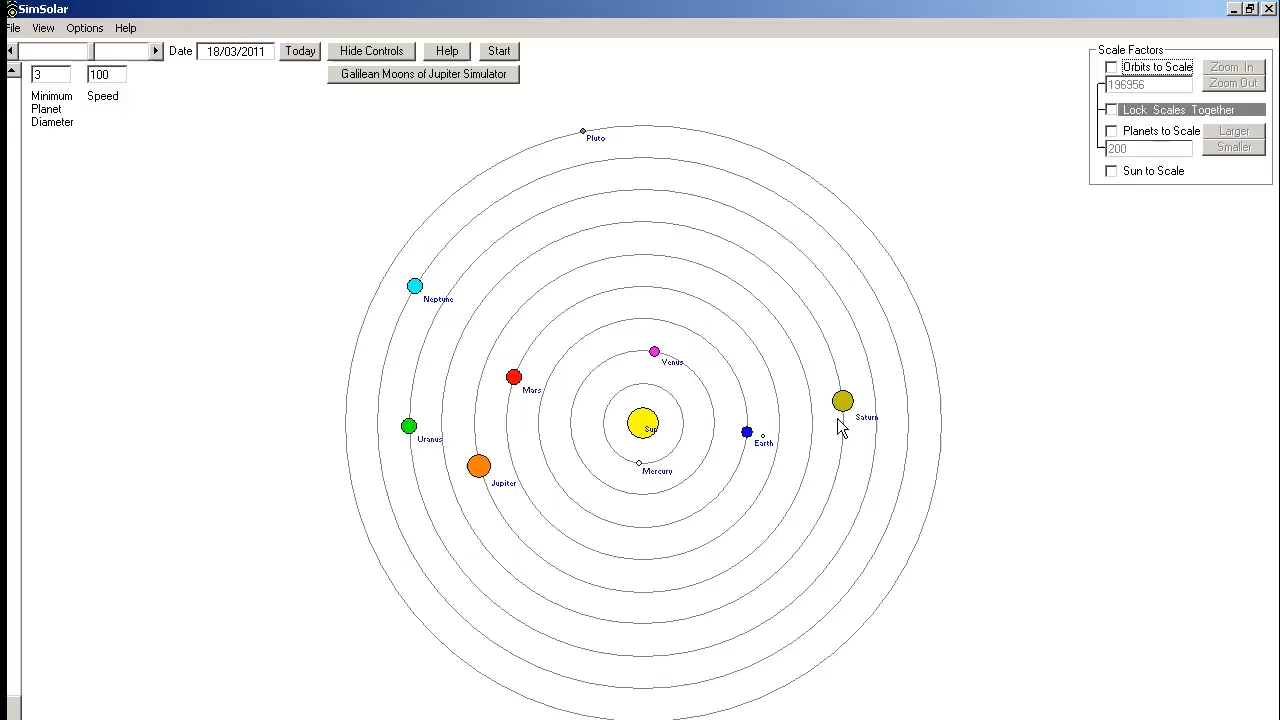 SimSolar
File View Options Help
Date 18/03/2011 Today Hide Controls Help Start
Galilean Moons of Jupiter Simulator
3 100
Minimum Planet Diameter
Speed
Scale Factors
Orbits to Scale Zoom In
196956 Zoom Out
Lock Scales Together
Planets to Scale Larger
200 Smaller
Sun to Scale
Pluto
Neptune
Venus
Mars
Saturn
Sun
Uranus
Earth
Mercury
Jupiter